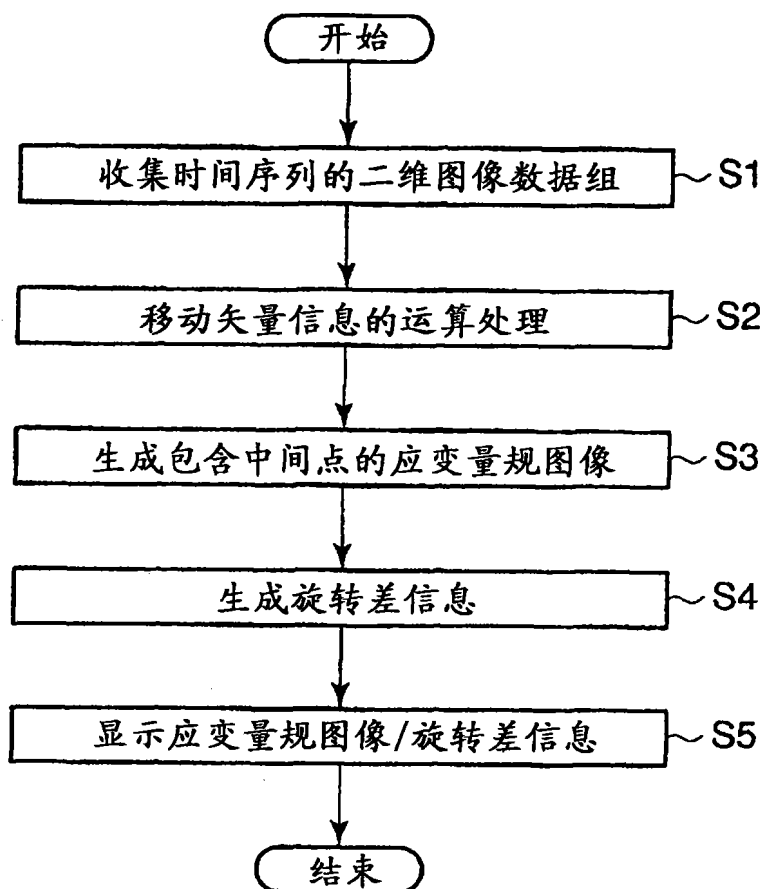 开始
收集时间序列的二维图像数据组 S1
移动矢量信息的运算处理 S2
生成包含中间点的应变量规图像 S3
生成旋转差信息 S4
显示应变量规图像/旋转差信息 S5
结束